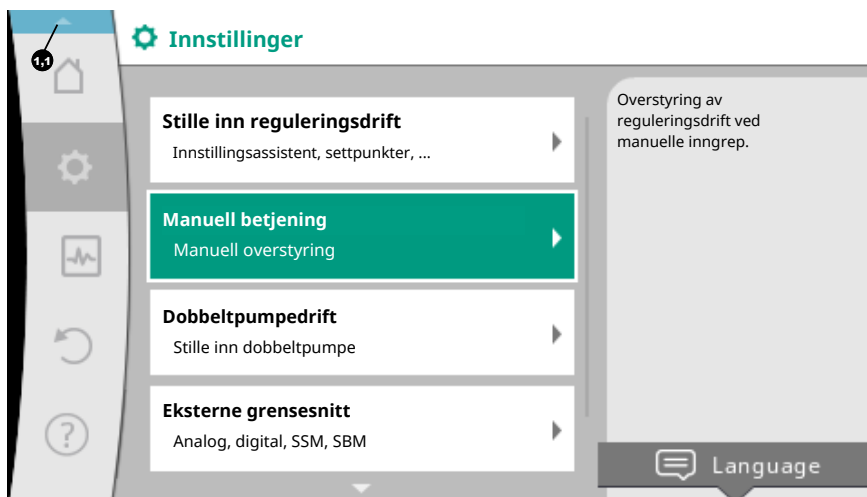 1,1
Innstillinger
Stille inn reguleringsdrift
Innstillingsassistent, settpunkter, ...
Manuell betjening
Manuell overstyring
Dobbeltpumpedrift
Stille inn dobbeltpumpe
Eksterne grensesnitt
Analog, digital, SSM, SBM
Overstyring av
reguleringsdrift ved
manuelle inngrep.
?
Language